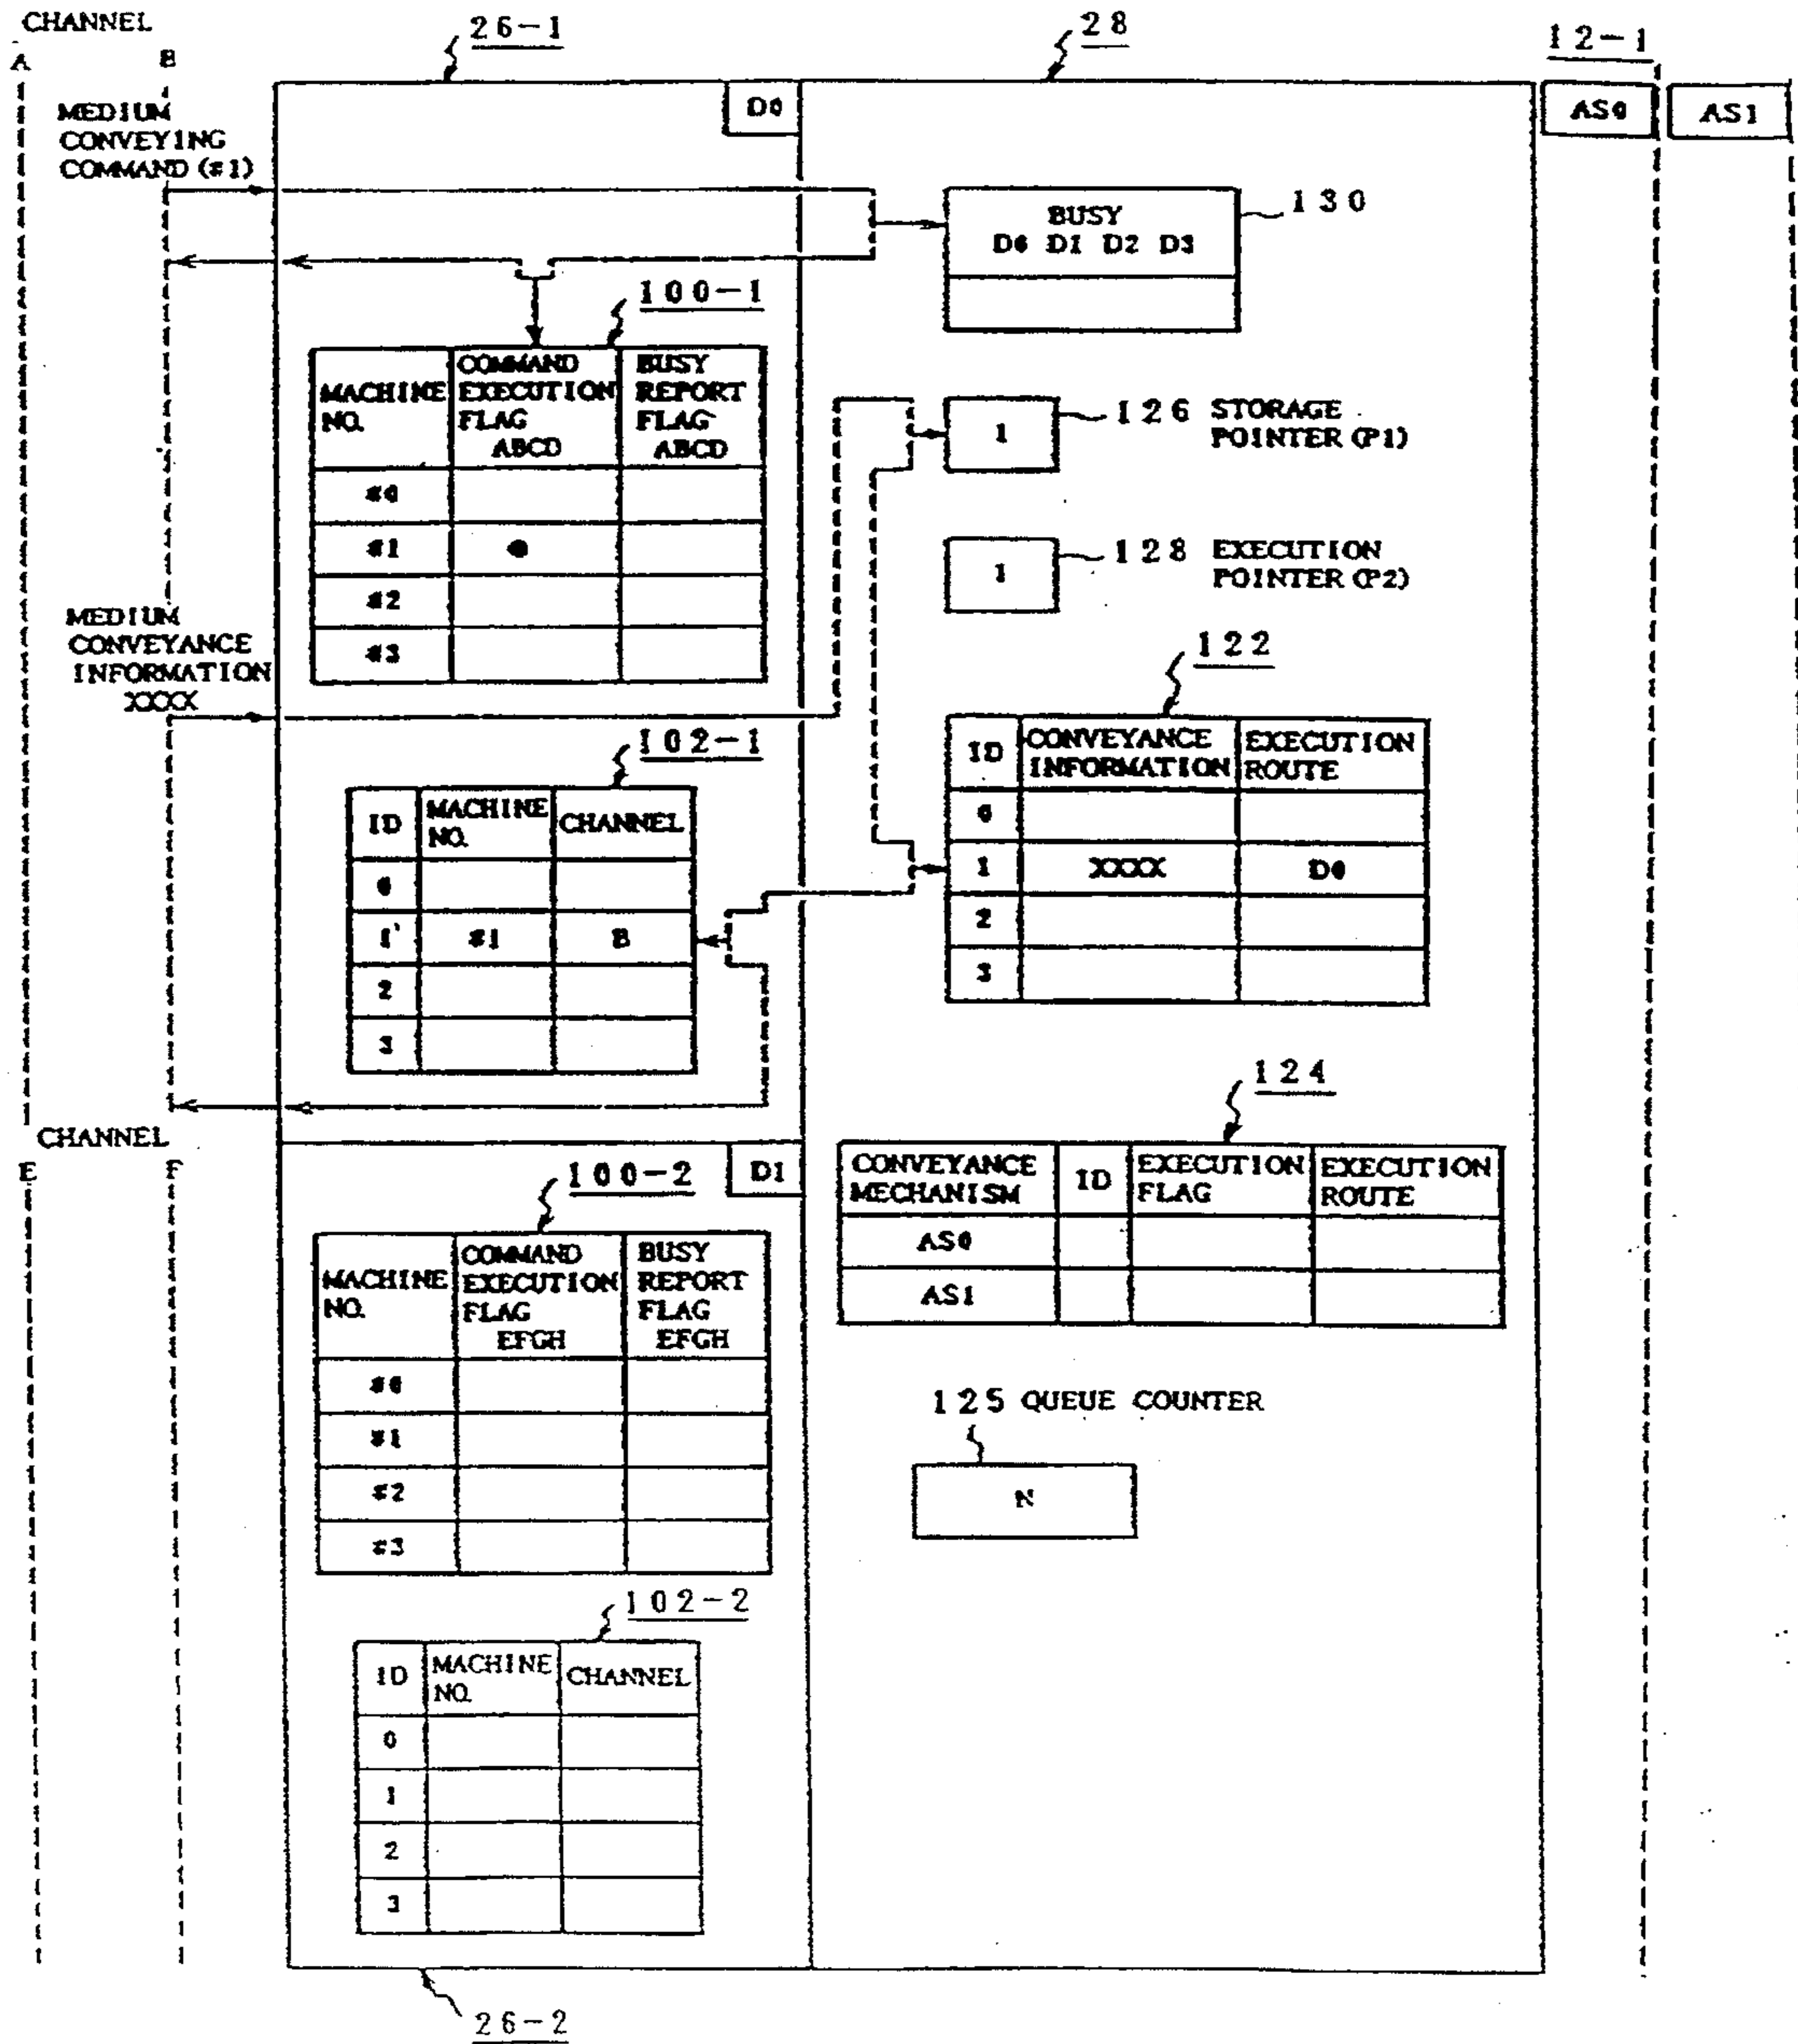 CHANNEL
A B
26-1
28
12-1
D0
AS0
AS1
MEDIUM
CONVEYING
COMMAND (#1)
BUSY
D0 D1 D2 D3
130
100-1
MACHINE NO. COMMAND EXECUTION FLAG ABCD BUSY REPORT FLAG ABCD
#0
#1 ●
#2
#3
1
126 STORAGE
POINTER (P1)
1
128 EXECUTION
POINTER (P2)
MEDIUM
CONVEYANCE
INFORMATION
XXXX
122
ID CONVEYANCE INFORMATION EXECUTION ROUTE
0
1 XXXX D0
2
3
102-1
ID MACHINE NO. CHANNEL
0
1 #1 B
2
3
124
CONVEYANCE MECHANISM ID EXECUTION FLAG EXECUTION ROUTE
AS0
AS1
CHANNEL
E F
D1
100-2
MACHINE NO. COMMAND EXECUTION FLAG EFGH BUSY REPORT FLAG EFGH
#0
#1
#2
#3
125 QUEUE COUNTER
N
102-2
ID MACHINE NO. CHANNEL
0
1
2
3
26-2